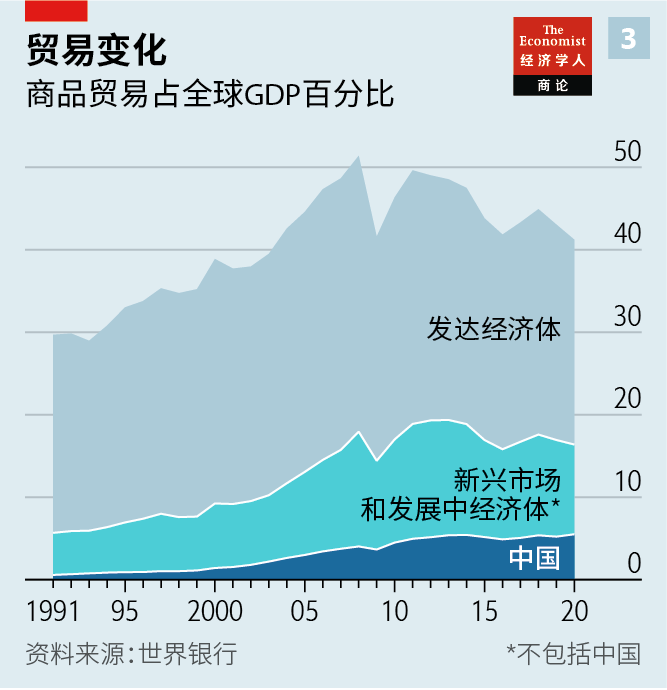 贸易变化
商品贸易占全球GDP百分比
The
Economist
经济学人
商论
3
50
40
30
发达经济体
20
新兴市场
10
和发展中经济体*
中国
0
1991 95 2000 05 10 15 20
资料来源:世界银行
*不包括中国